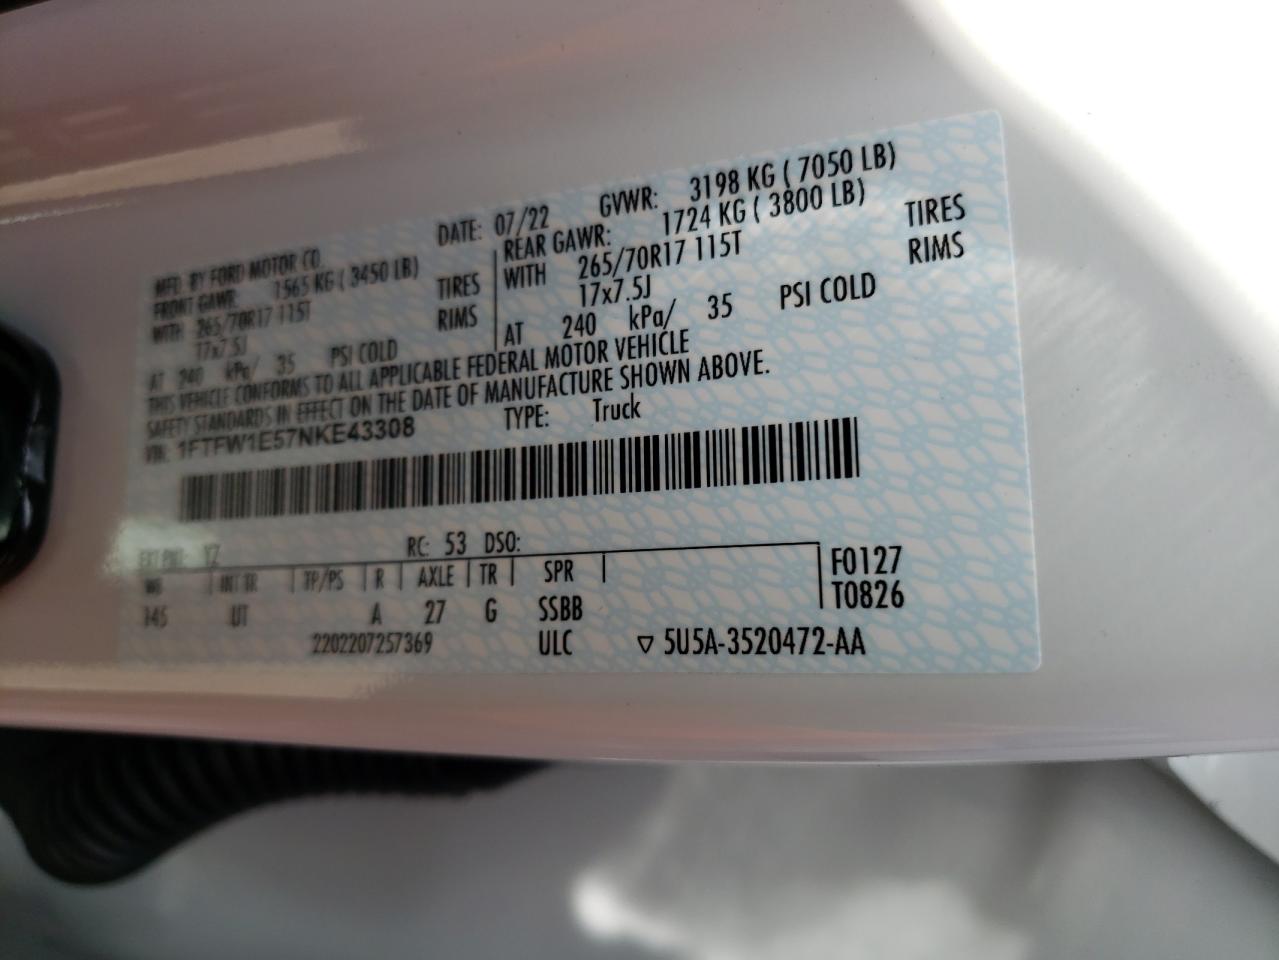 MFD. BY FORD MOTOR CO.
DATE: 07/22 GVWR: 3198 KG ( 7050 LB)
FRONT GAWR: 1565 KG ( 3450 LB) REAR GAWR: 1724 KG ( 3800 LB)
WITH 265/70R17 115T TIRES WITH 265/70R17 115T TIRES
17x7.5J RIMS 17x7.5J RIMS
AT 240 kPa/ 35 PSI COLD AT 240 kPa/ 35 PSI COLD
THIS VEHICLE CONFORMS TO ALL APPLICABLE FEDERAL MOTOR VEHICLE
SAFETY STANDARDS IN EFFECT ON THE DATE OF MANUFACTURE SHOWN ABOVE.
VIN: 1FTFW1E57NKE43308 TYPE: Truck
EXT PNT: YZ RC: 53 DSO:
WB INT TR TP/PS R AXLE TR SPR F0127
145 UT A 27 G SSBB T0826
2202207257369 ULC ▽ 5U5A-3520472-AA